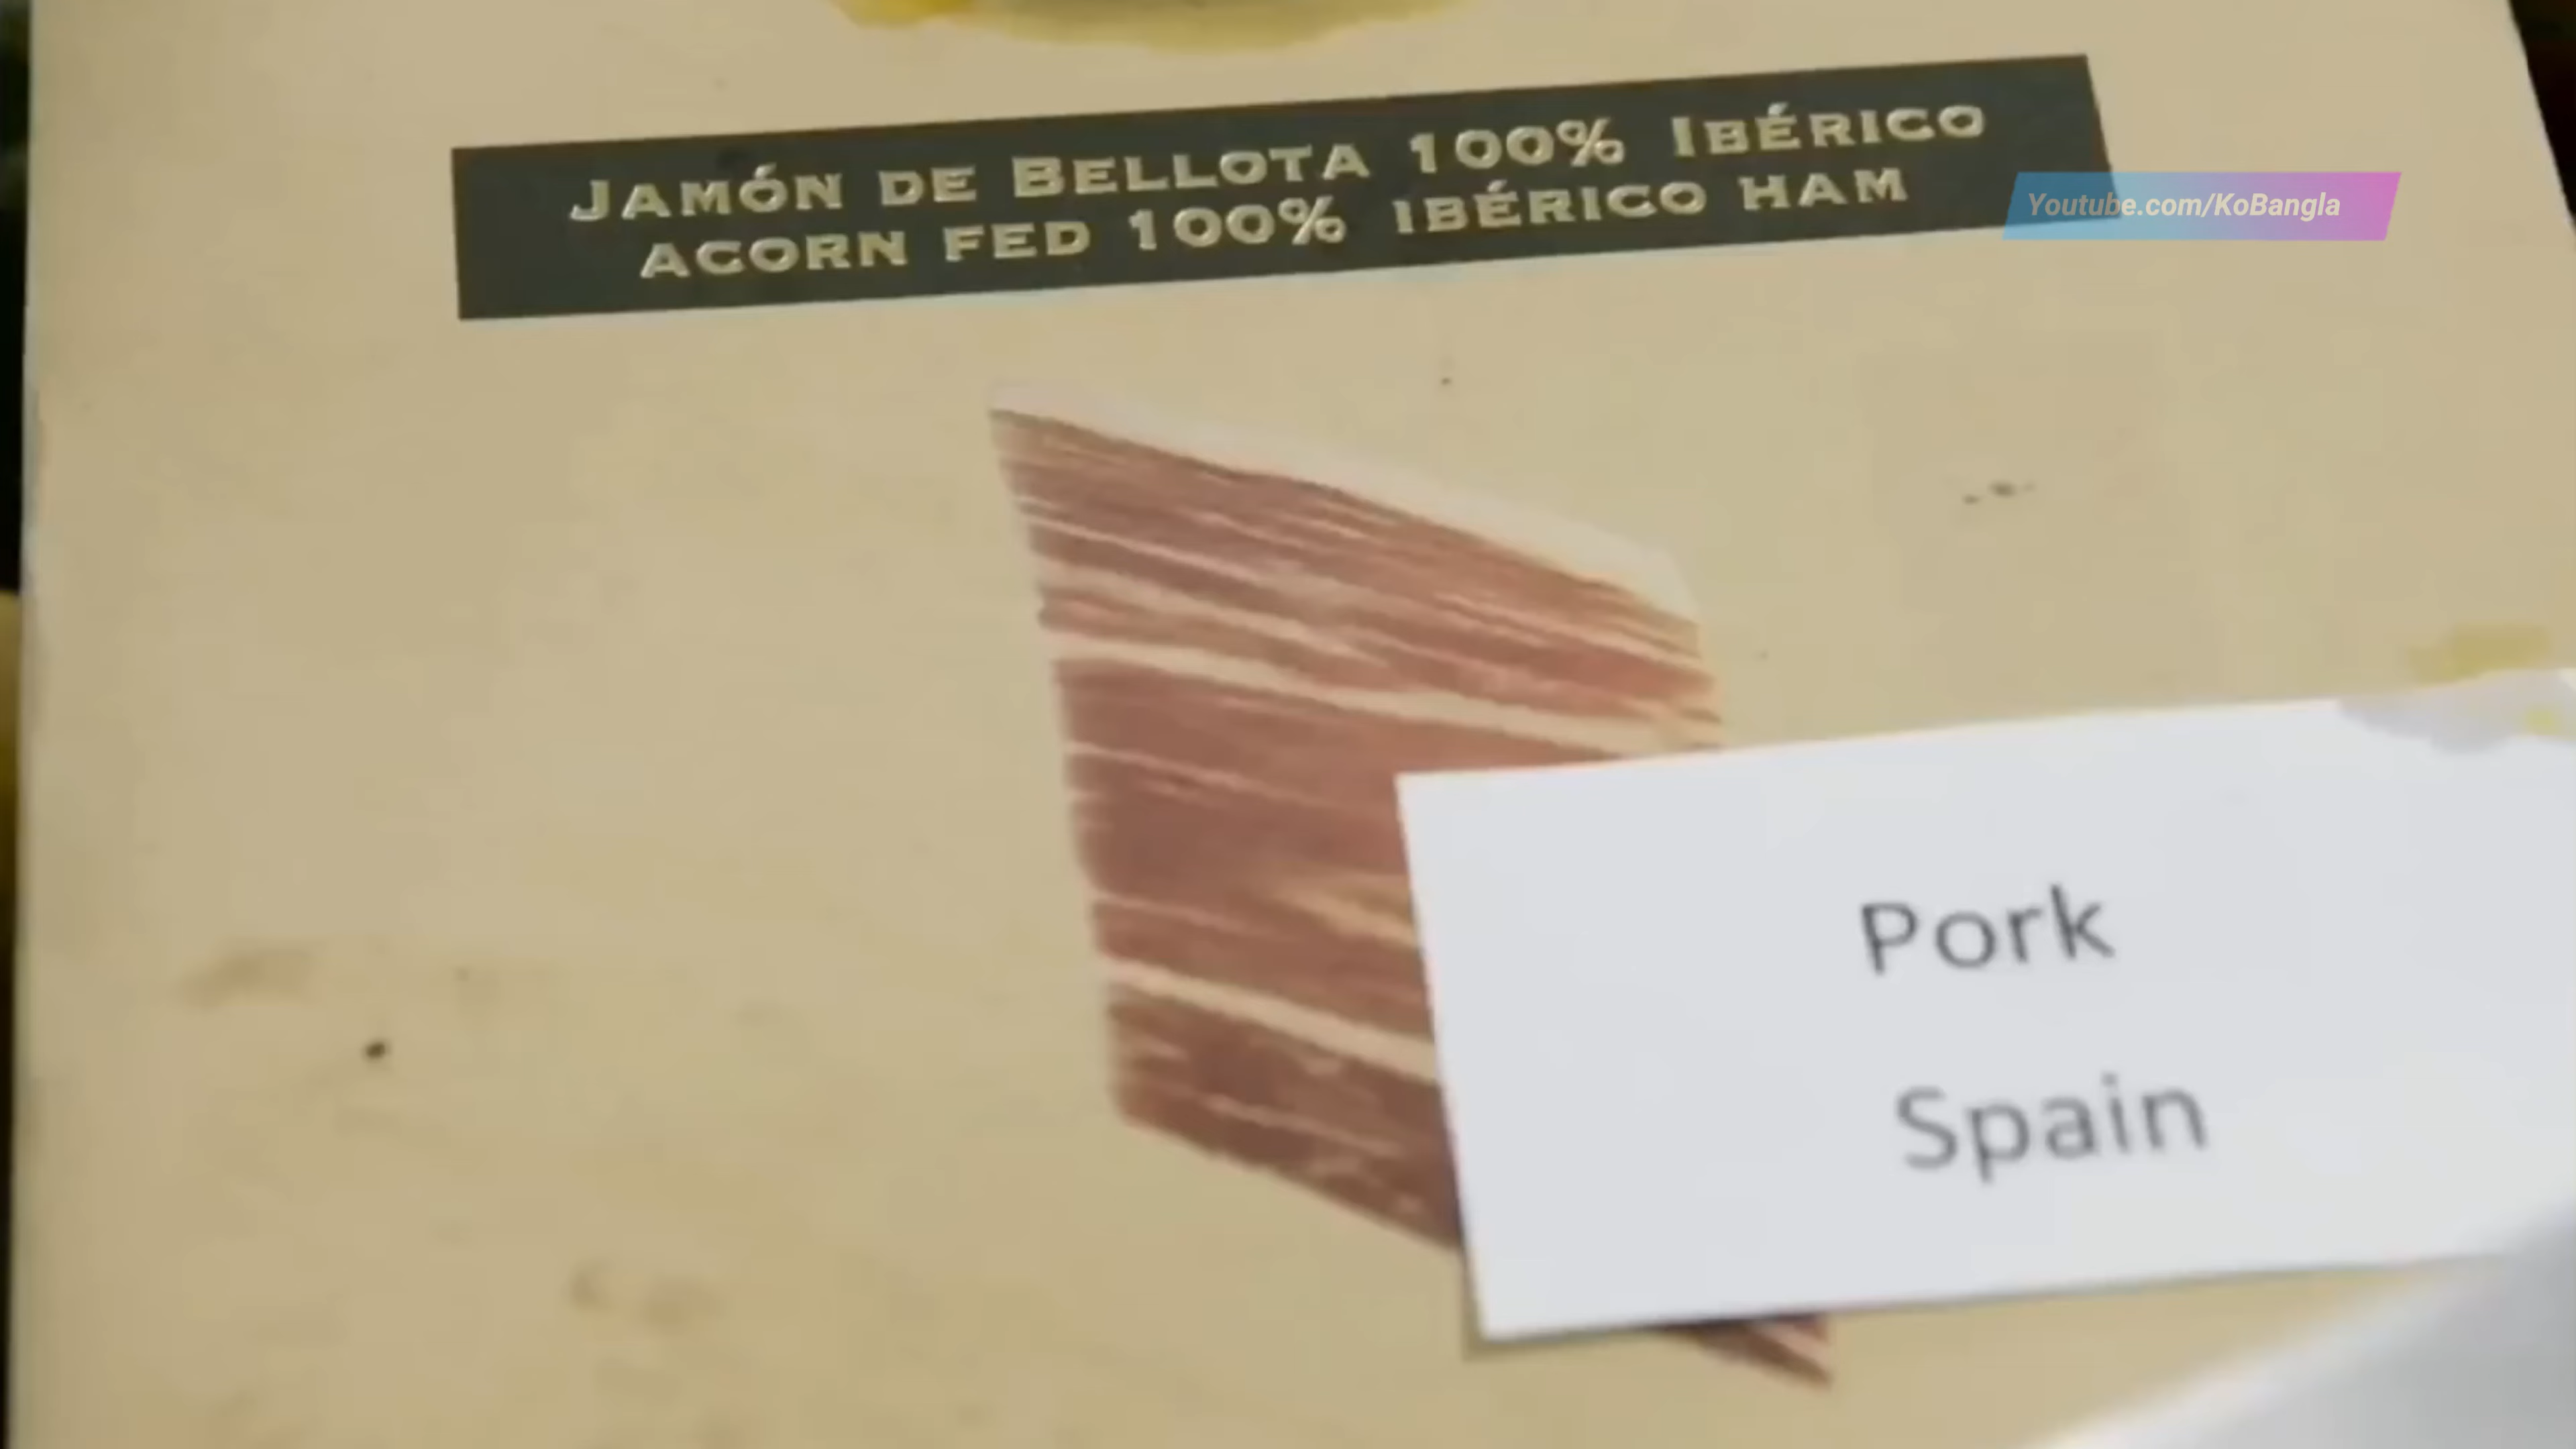 JAMÓN DE BELLOTA 100% IBÉRICO
ACORN FED 100% IBÉRICO HAM
Youtube.com/KoBangla
Pork
Spain